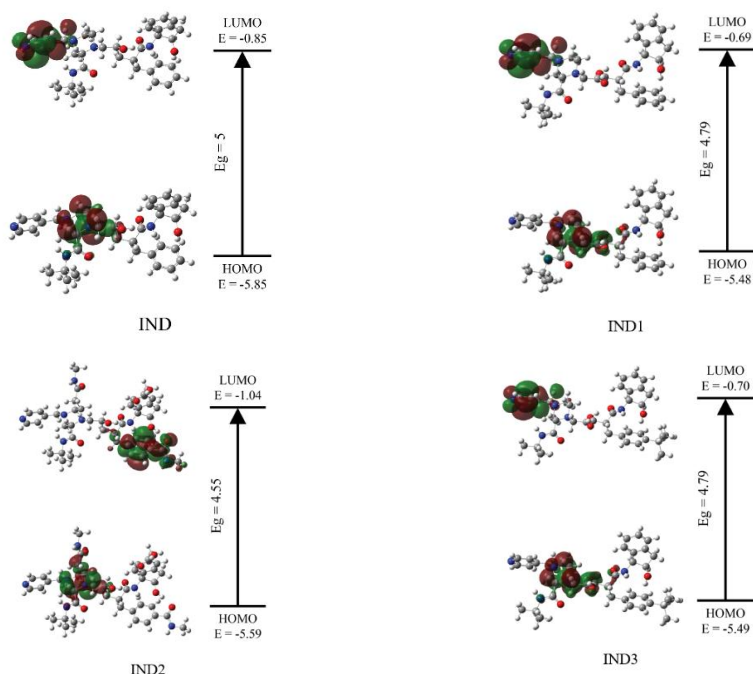 LUMO
E = -0.85
Eg = 5
HOMO
E = -5.85
IND
LUMO
E = -0.69
Eg = 4.79
HOMO
E = -5.48
IND1
LUMO
E = -1.04
Eg = 4.55
HOMO
E = -5.59
IND2
LUMO
E = -0.70
Eg = 4.79
HOMO
E = -5.49
IND3